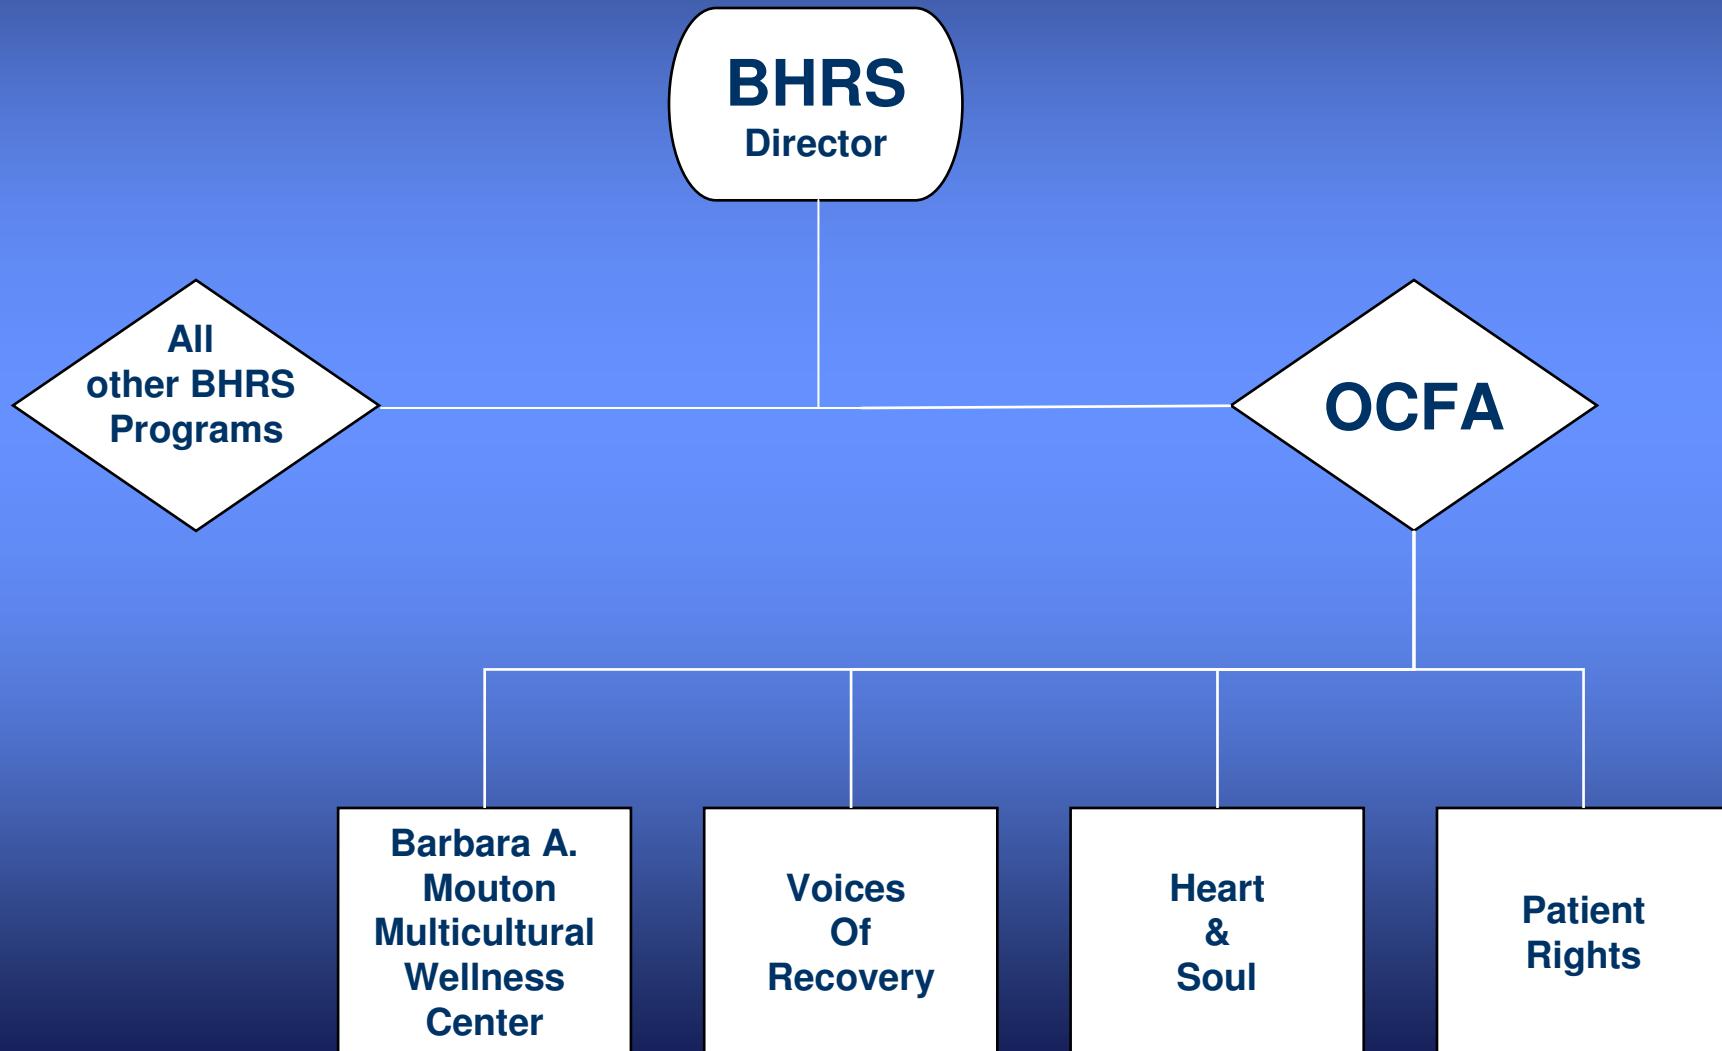 BHRS
Director
All
other BHRS
Programs
OCFA
Barbara A.
Mouton
Multicultural
Wellness
Center
Voices
Of
Recovery
Heart
&
Soul
Patient
Rights